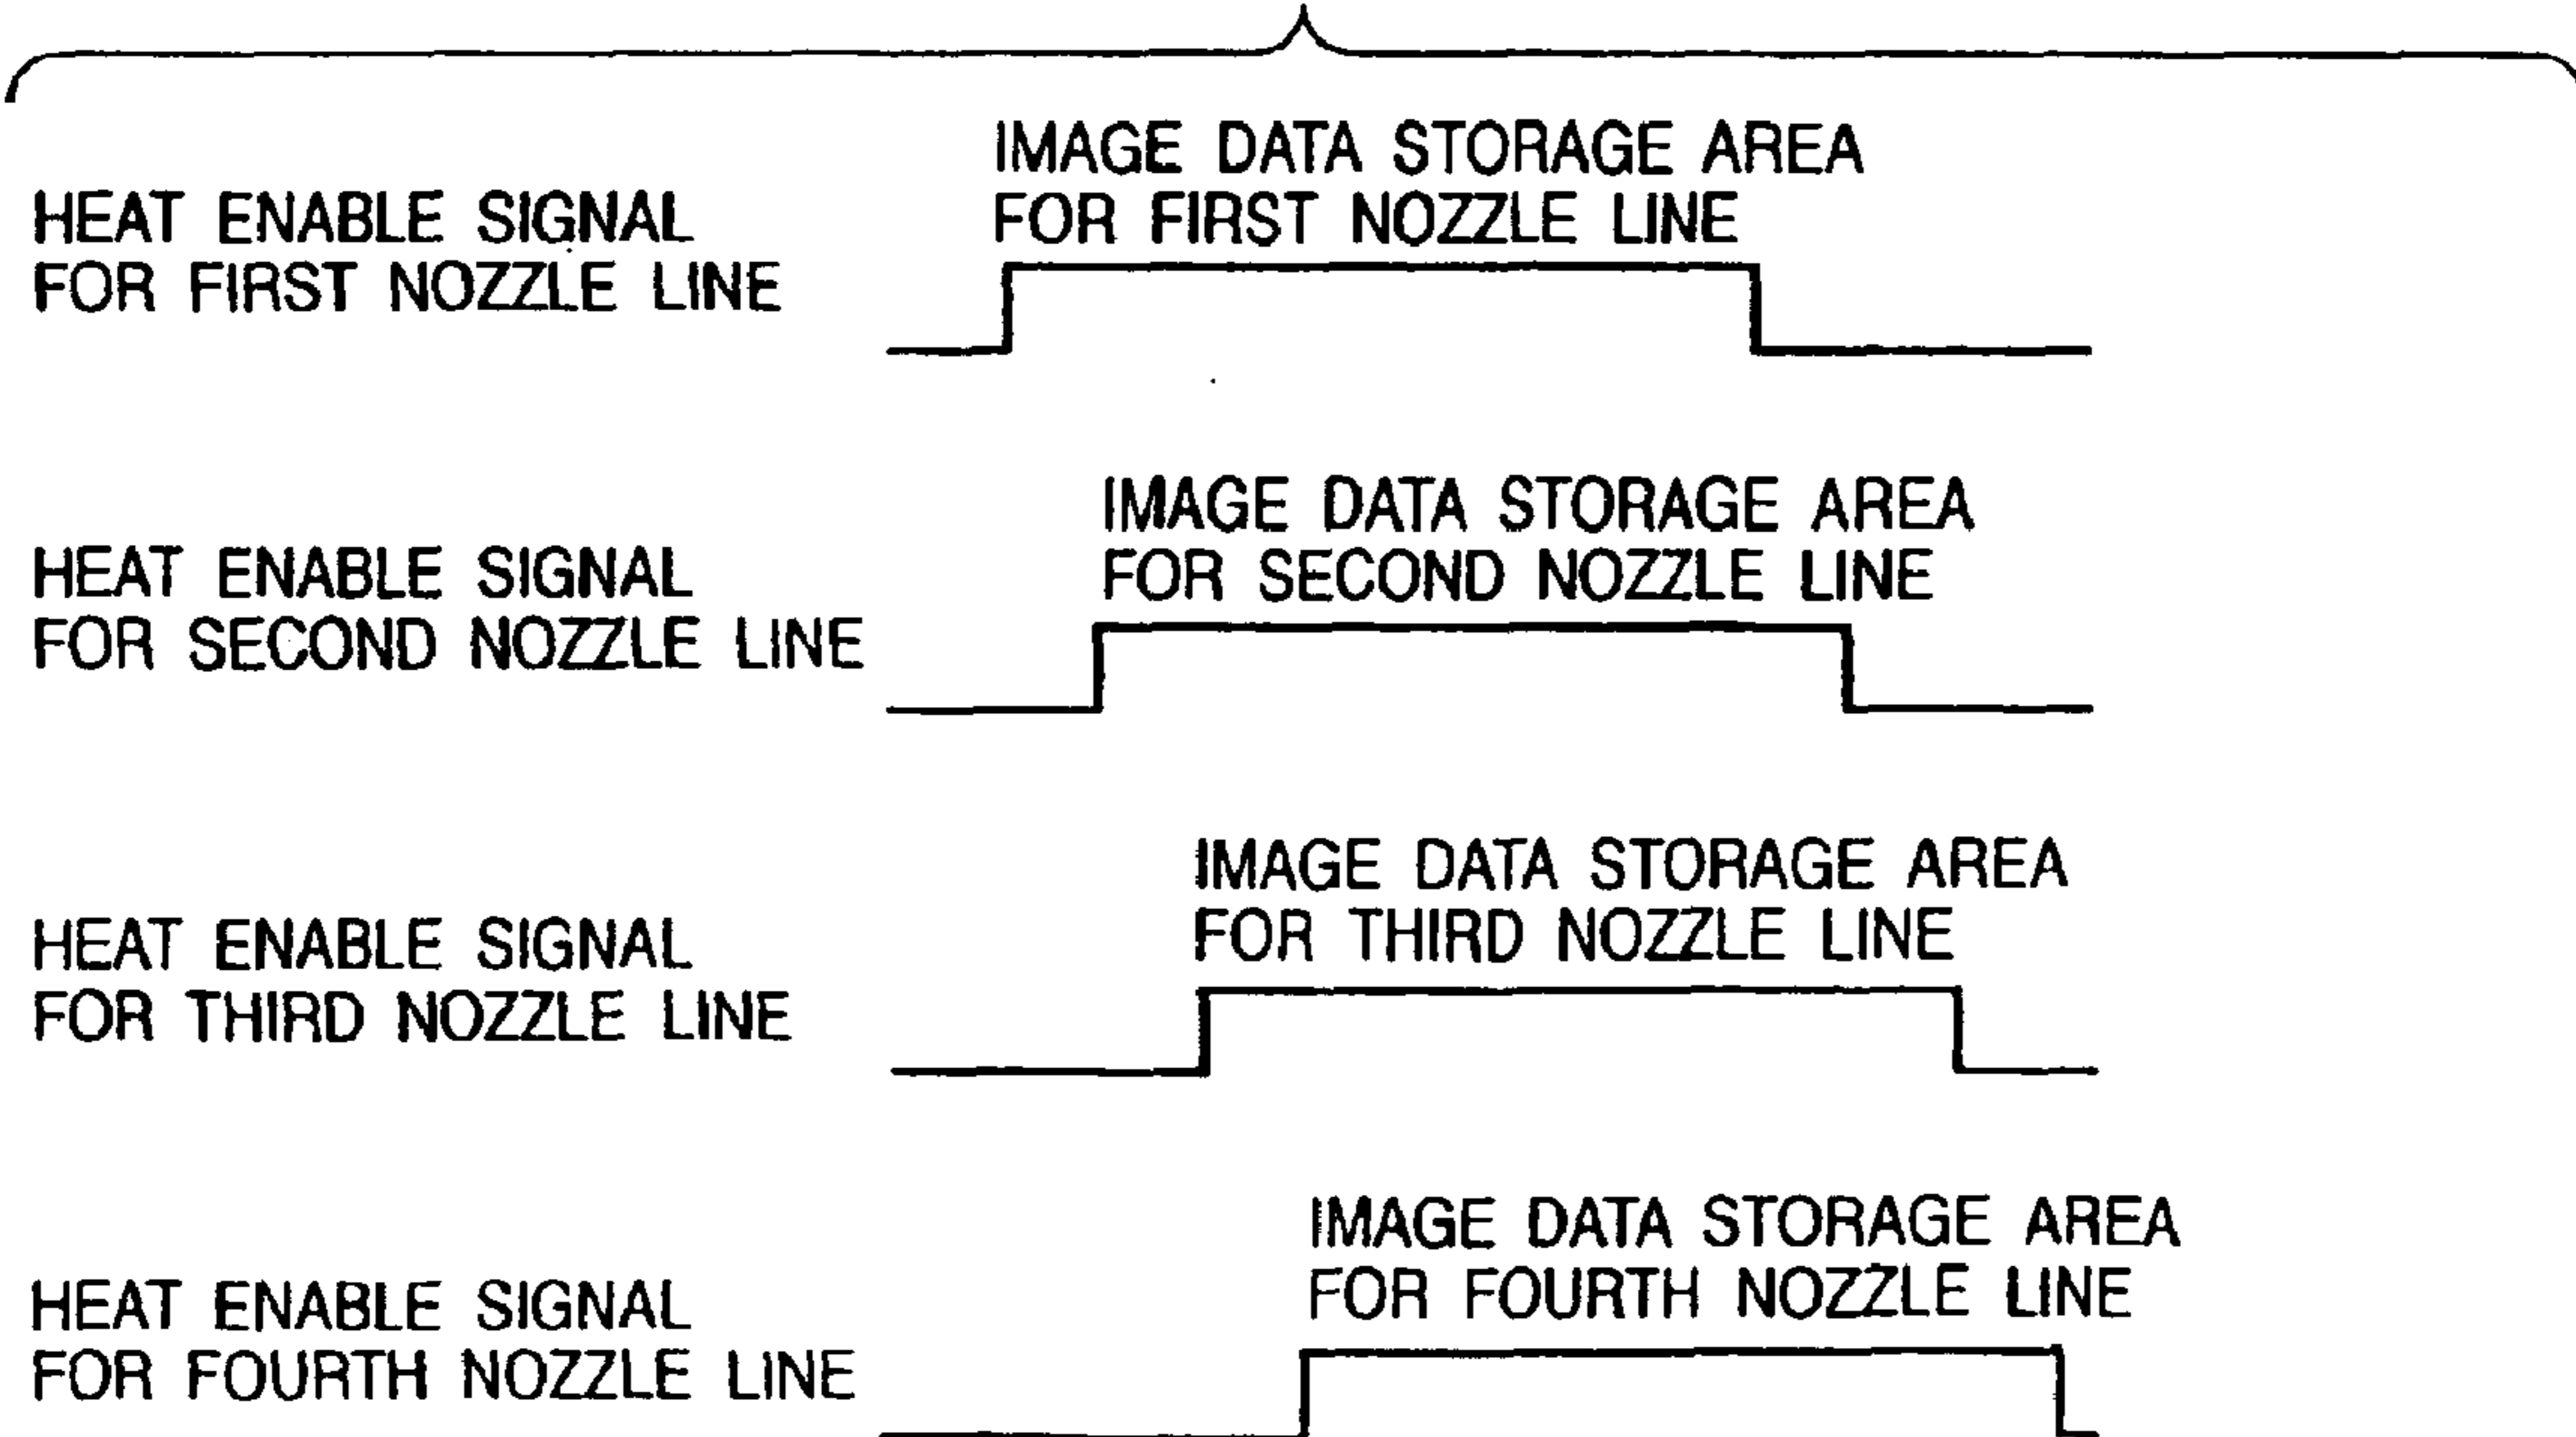 IMAGE DATA STORAGE AREA
FOR FIRST NOZZLE LINE
HEAT ENABLE SIGNAL
FOR FIRST NOZZLE LINE
IMAGE DATA STORAGE AREA
FOR SECOND NOZZLE LINE
HEAT ENABLE SIGNAL
FOR SECOND NOZZLE LINE
IMAGE DATA STORAGE AREA
FOR THIRD NOZZLE LINE
HEAT ENABLE SIGNAL
FOR THIRD NOZZLE LINE
IMAGE DATA STORAGE AREA
FOR FOURTH NOZZLE LINE
HEAT ENABLE SIGNAL
FOR FOURTH NOZZLE LINE